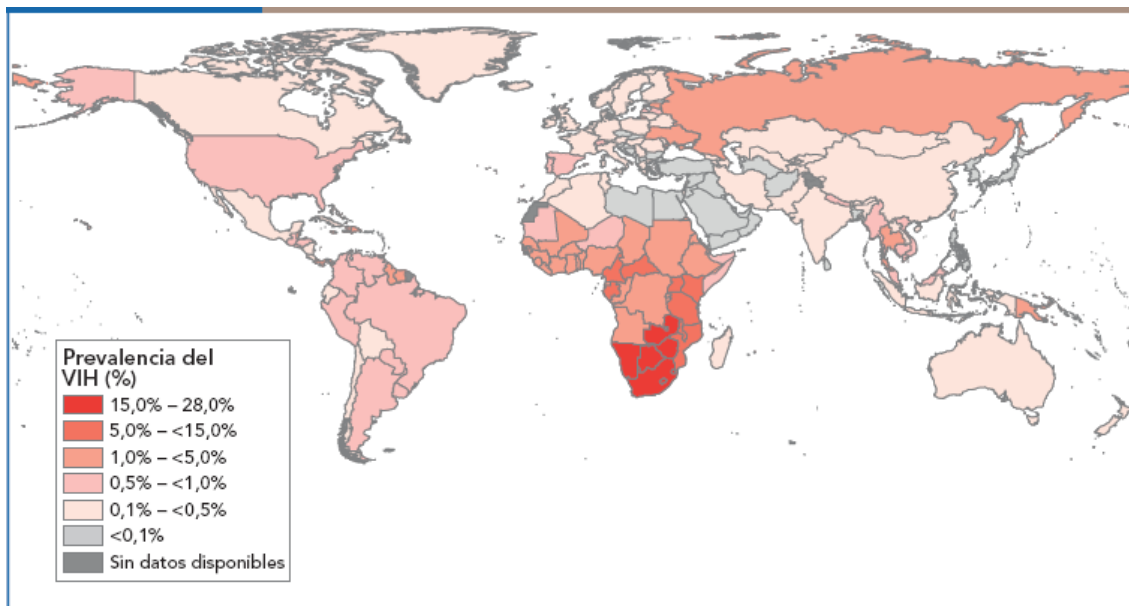 Prevalencia del
VIH (%)
15,0% – 28,0%
5,0% – <15,0%
1,0% – <5,0%
0,5% – <1,0%
0,1% – <0,5%
<0,1%
Sin datos disponibles